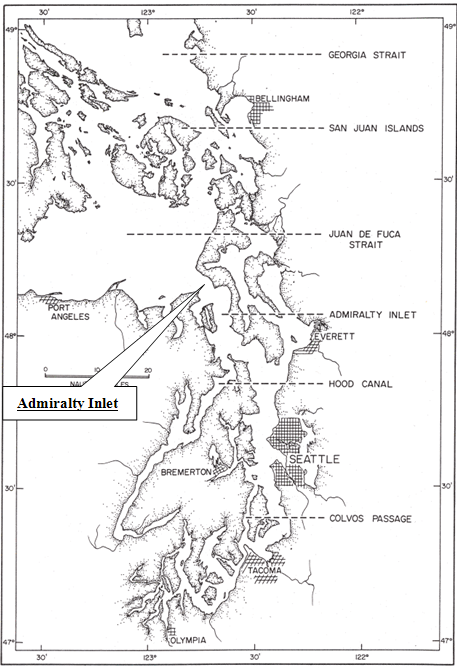 30'
123°
30'
122°
49°
49°
GEORGIA STRAIT
BELLINGHAM
SAN JUAN ISLANDS
30'
30'
JUAN DE FUCA
STRAIT
PORT
ANGELES
ADMIRALTY INLET
EVERETT
48°
48°
0
10
20
HOOD CANAL
Admiralty Inlet
SEATTLE
BREMERTON
30'
30'
COLVOS PASSAGE
TACOMA
OLYMPIA
47°
47°
30'
123°
30'
122°